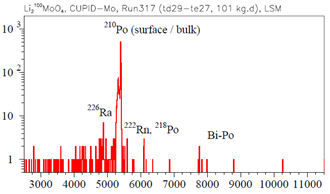 Li₂¹⁰⁰MoO₄, CUPID-Mo, Run317 (td29-te27, 101 kg.d), LSM
²¹⁰Po (surface / bulk)
10³
10²
²²⁶Ra
10
²²²Rn, ²¹⁸Po
Bi-Po
1
3000 4000 5000 6000 7000 8000 9000 10000 11000